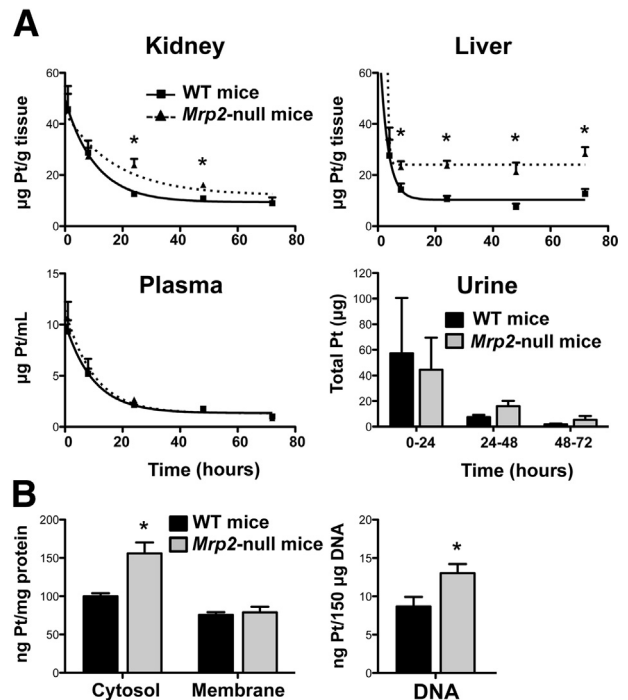 A
Kidney
Liver
µg Pt/g tissue
60
40
20
0
WT mice
Mrp2-null mice
*
*
0
20
40
60
80
µg Pt/g tissue
60
40
20
0
*
*
*
*
0
20
40
60
80
Plasma
µg Pt/mL
15
10
5
0
0
20
40
60
80
Time (hours)
Urine
Total Pt (µg)
120
100
80
60
40
20
0
WT mice
Mrp2-null mice
0-24
24-48
48-72
Time (hours)
B
ng Pt/mg protein
200
150
100
50
0
*
WT mice
Mrp2-null mice
Cytosol
Membrane
ng Pt/150 µg DNA
20
15
10
5
0
*
DNA